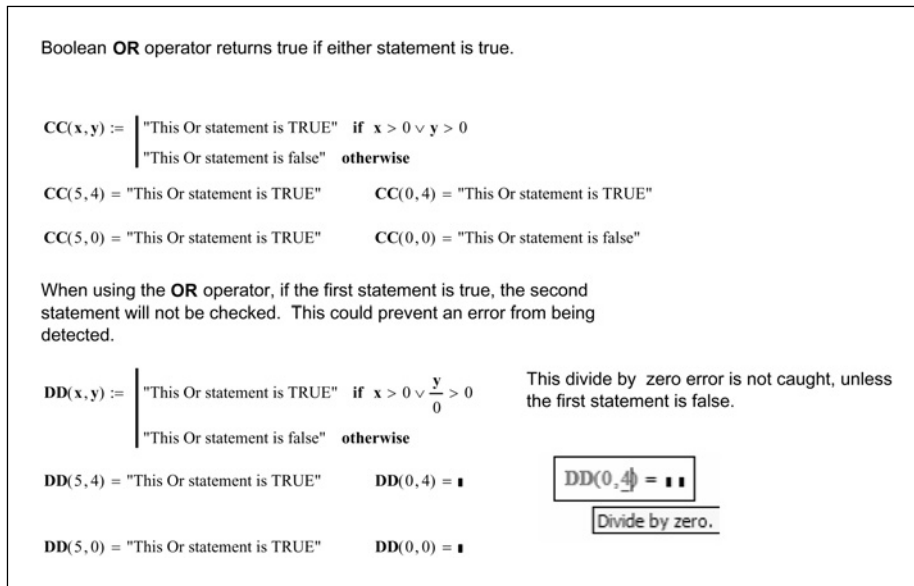 Boolean OR operator returns true if either statement is true.
CC(x,y) := "This Or statement is TRUE" if x > 0 ∨ y > 0
"This Or statement is false" otherwise
CC(5,4) = "This Or statement is TRUE" CC(0,4) = "This Or statement is TRUE"
CC(5,0) = "This Or statement is TRUE" CC(0,0) = "This Or statement is false"
When using the OR operator, if the first statement is true, the second
statement will not be checked. This could prevent an error from being
detected.
DD(x,y) := "This Or statement is TRUE" if x > 0 ∨ y/0 > 0
"This Or statement is false" otherwise
This divide by zero error is not caught, unless
the first statement is false.
DD(5,4) = "This Or statement is TRUE" DD(0,4) = ▪
DD(0,4) = ▪ ▪
Divide by zero.
DD(5,0) = "This Or statement is TRUE" DD(0,0) = ▪